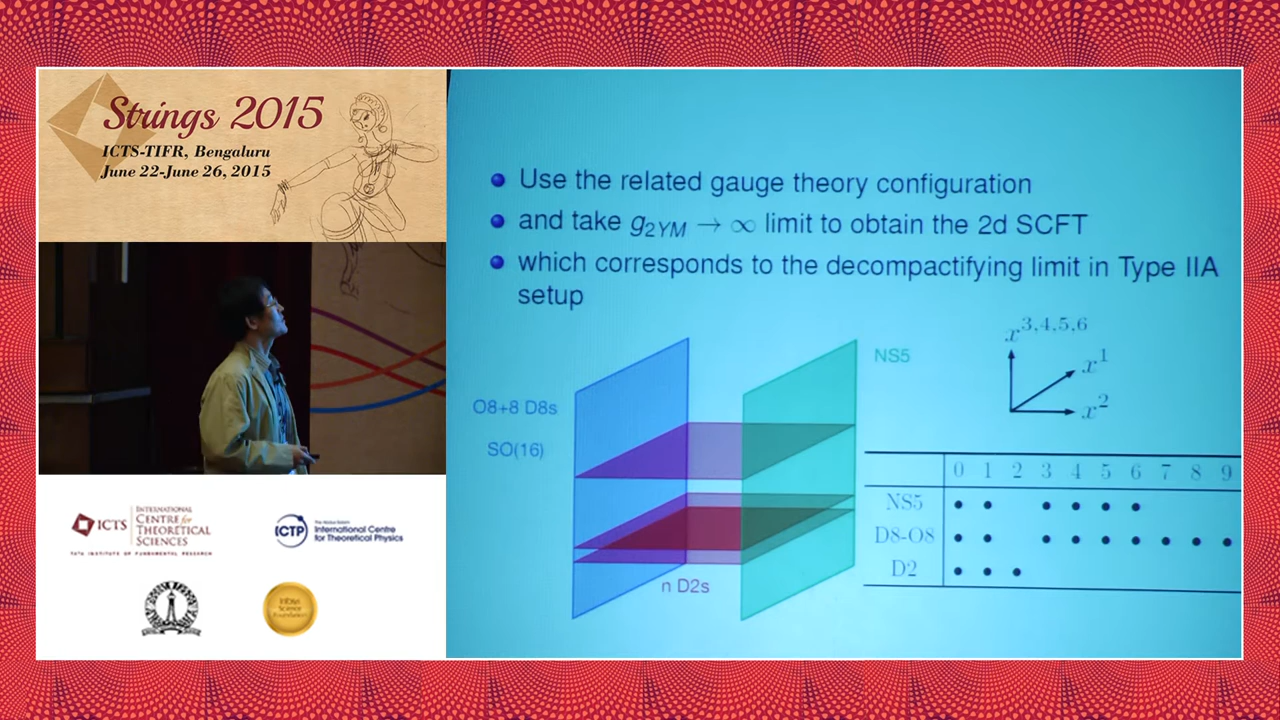 Strings 2015
ICTS-TIFR, Bengaluru
June 22-June 26, 2015
Use the related gauge theory configuration
and take g2YM → ∞ limit to obtain the 2d SCFT
which corresponds to the decompactifying limit in Type IIA
setup
O8+8 D8s
SO(16)
NS5
n D2s
x3,4,5,6
x1
x2
0 1 2 3 4 5 6 7 8 9
NS5 • • • • • •
D8-O8 • • • • • • • • •
D2 • • •
ICTS
INTERNATIONAL
CENTRE for
THEORETICAL
SCIENCES
TATA INSTITUTE OF FUNDAMENTAL RESEARCH
ICTP
The Abdus Salam
International Centre
for Theoretical Physics
Infosys
Science
Foundation